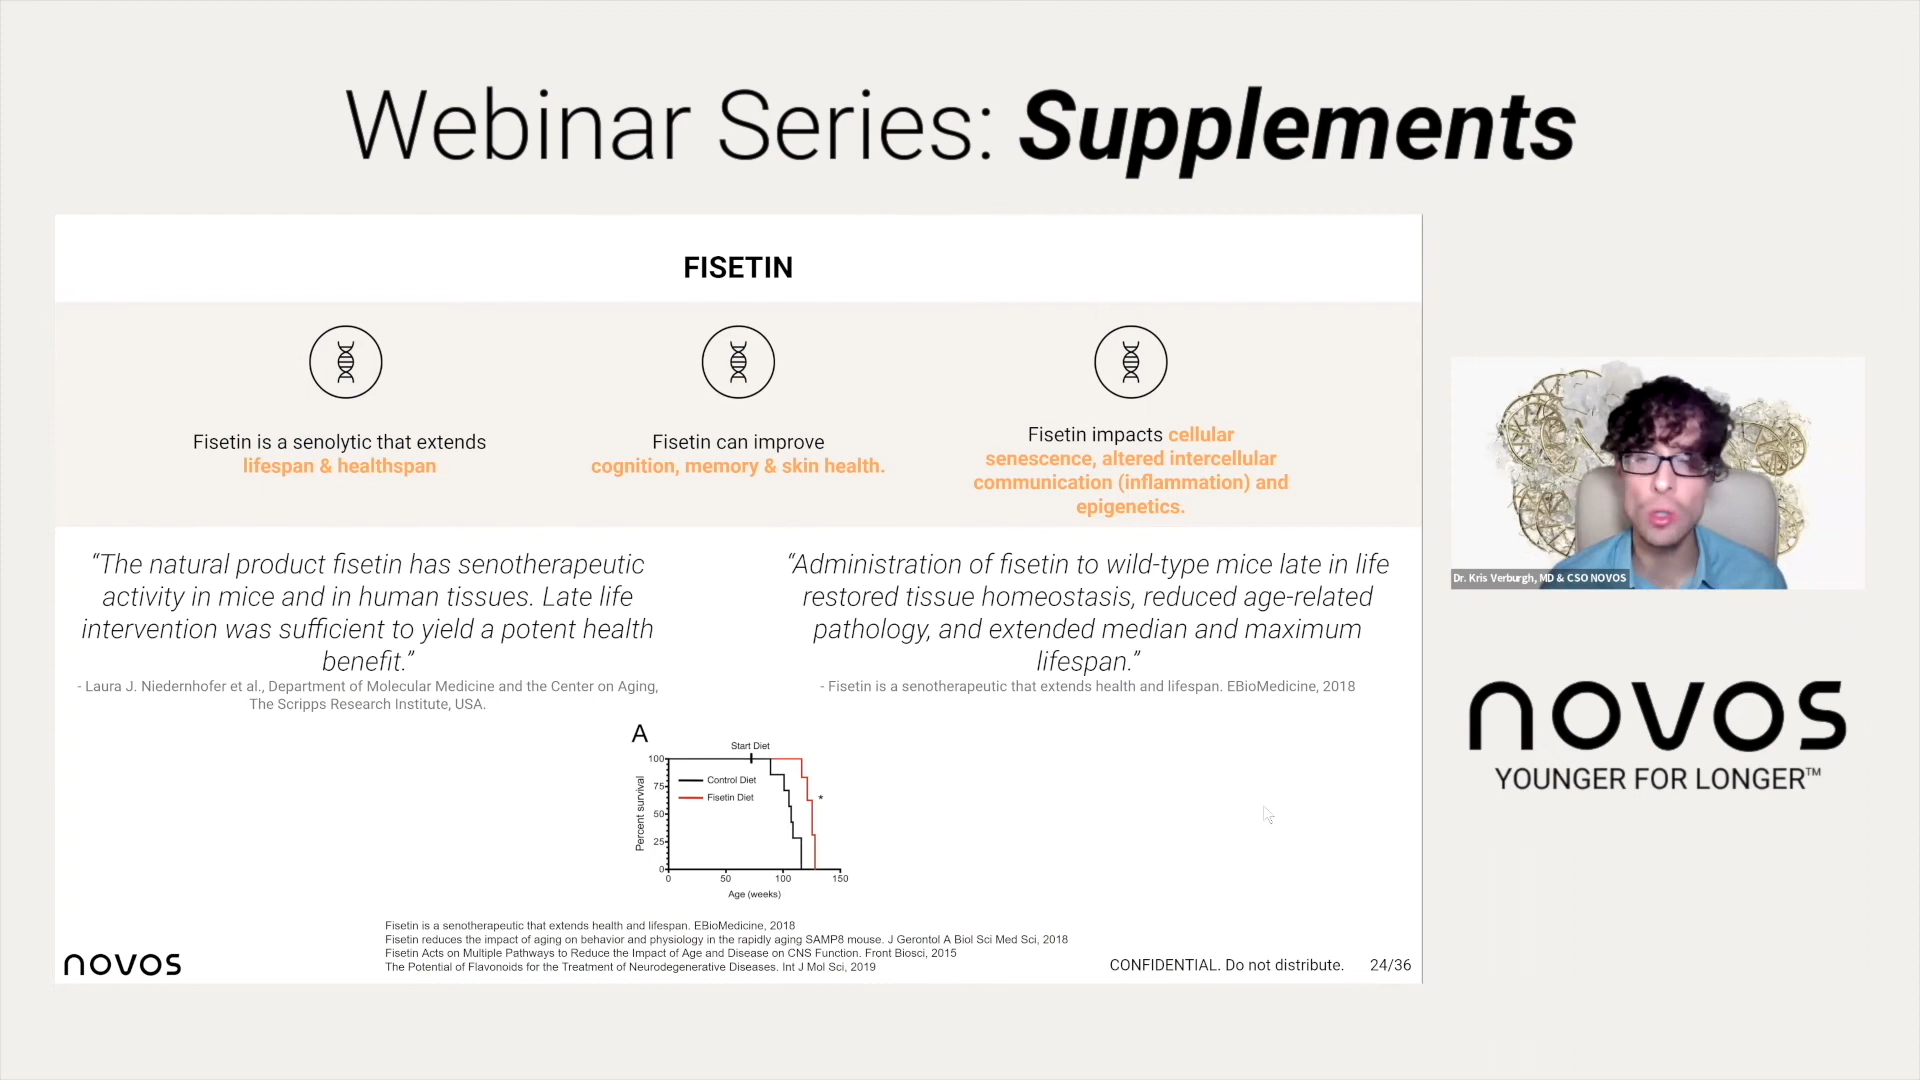 Webinar Series: Supplements
FISETIN
Fisetin is a senolytic that extends
lifespan & healthspan
Fisetin can improve
cognition, memory & skin health.
Fisetin impacts cellular
senescence, altered intercellular
communication (inflammation) and
epigenetics.
“The natural product fisetin has senotherapeutic
activity in mice and in human tissues. Late life
intervention was sufficient to yield a potent health
benefit.”
- Laura J. Niedernhofer et al., Department of Molecular Medicine and the Center on Aging,
The Scripps Research Institute, USA.
“Administration of fisetin to wild-type mice late in life
restored tissue homeostasis, reduced age-related
pathology, and extended median and maximum
lifespan.”
- Fisetin is a senotherapeutic that extends health and lifespan. EBioMedicine, 2018
A
Start Diet
Percent survival
100
75
50
25
0
Control Diet
Fisetin Diet
*
0 50 100 150
Age (weeks)
Fisetin is a senotherapeutic that extends health and lifespan. EBioMedicine, 2018
Fisetin reduces the impact of aging on behavior and physiology in the rapidly aging SAMP8 mouse. J Gerontol A Biol Sci Med Sci, 2018
Fisetin Acts on Multiple Pathways to Reduce the Impact of Age and Disease on CNS Function. Front Biosci, 2015
The Potential of Flavonoids for the Treatment of Neurodegenerative Diseases. Int J Mol Sci, 2019
novos
CONFIDENTIAL. Do not distribute. 24/36
Dr. Kris Verburgh, MD & CSO NOVOS
novos
YOUNGER FOR LONGER™